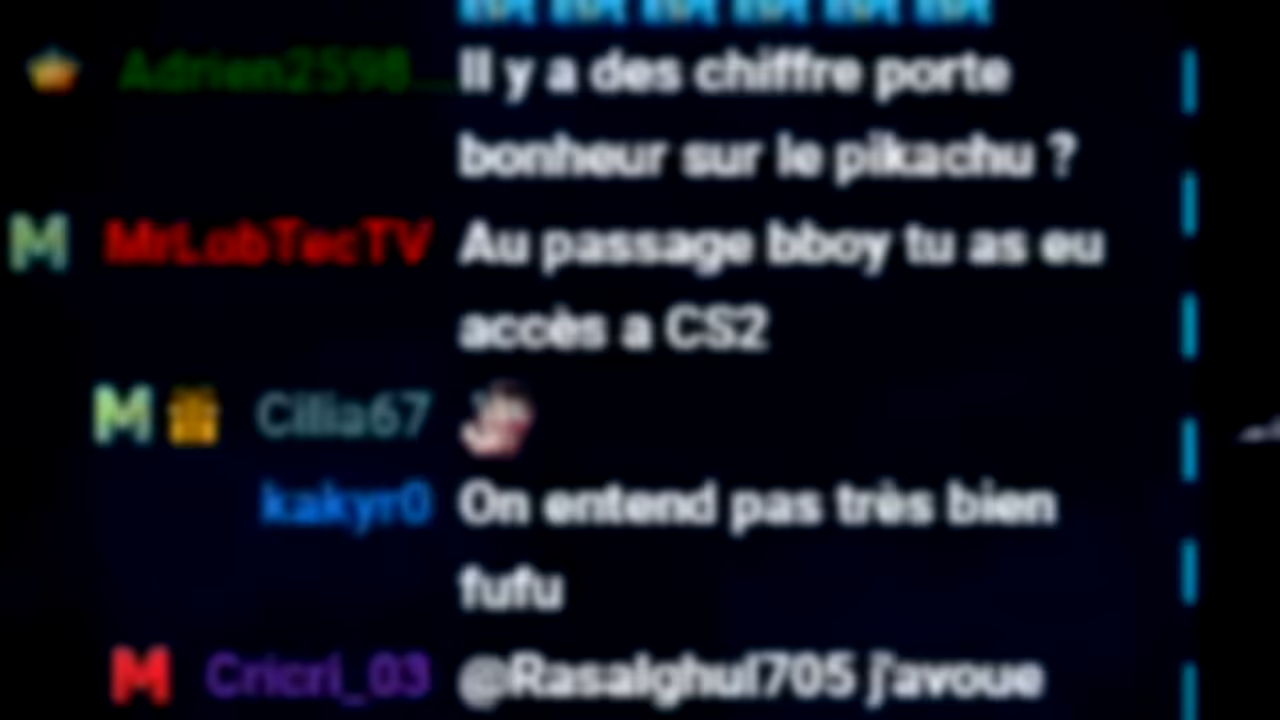 Adrien2598... Il y a des chiffre porte
bonheur sur le pikachu ?
M MrLabTecTV Au passage bboy tu as eu
accès a CS2
M Cilia67
kakyr0 On entend pas très bien
fufu
M Cricri_03 @Rasalghul705 j'avoue